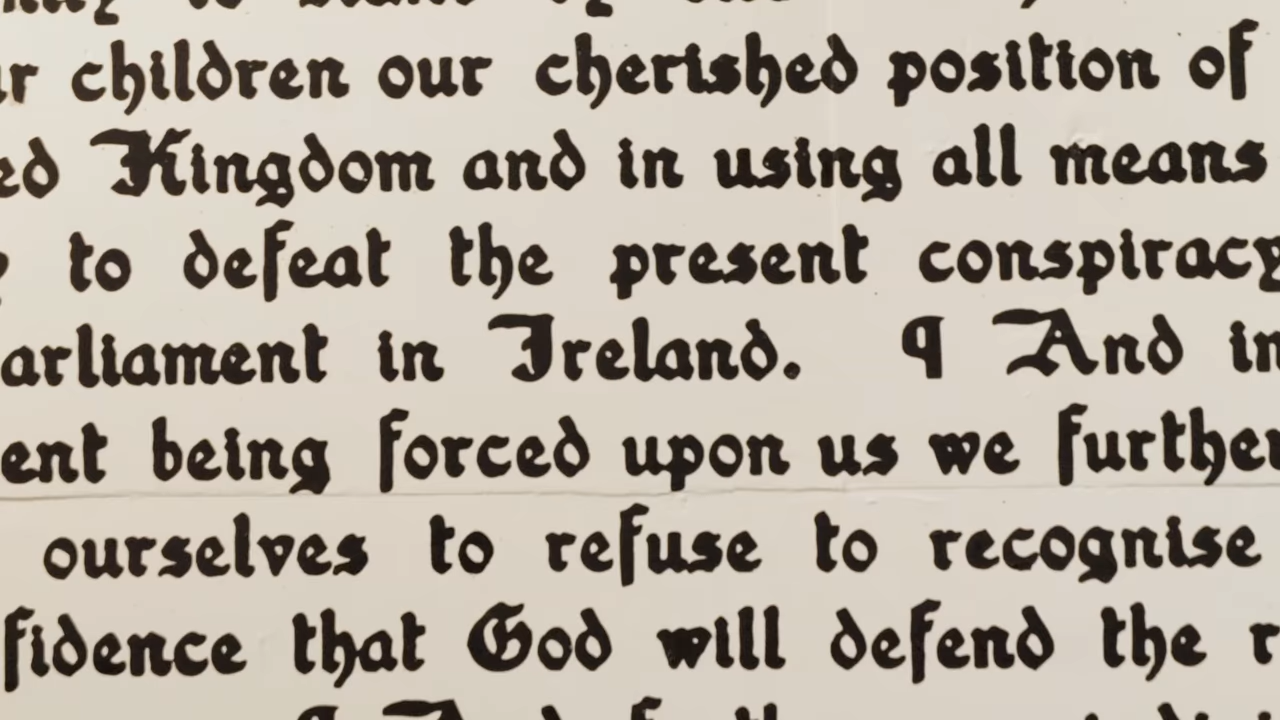 children our cherished position of
Kingdom and in using all means
to defeat the present conspiracy
arliament in Ireland. ¶ And in
ent being forced upon us we further
ourselves to refuse to recognise
fidence that God will defend the r